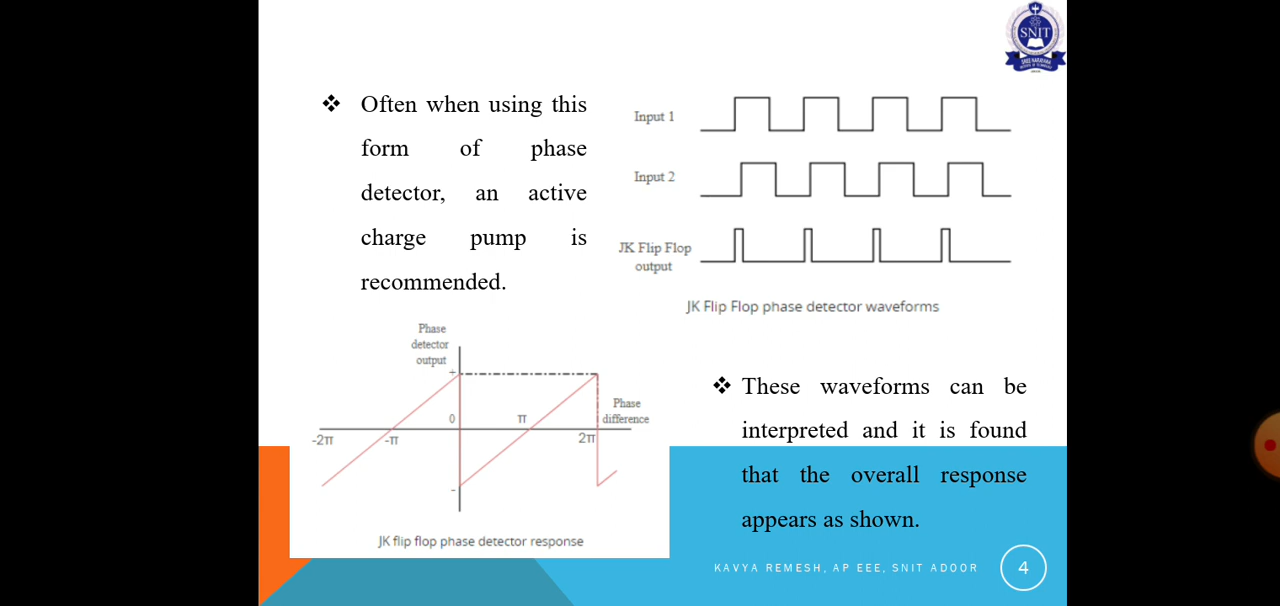 SNIT
❖ Often when using this
form of phase
detector, an active
charge pump is
recommended.
Input 1
Input 2
JK Flip Flop
output
JK Flip Flop phase detector waveforms
Phase
detector
output
+
0
π
Phase
difference
-2π
-π
2π
-
JK flip flop phase detector response
❖ These waveforms can be
interpreted and it is found
that the overall response
appears as shown.
KAVYA REMESH, AP EEE, SNIT ADOOR
4